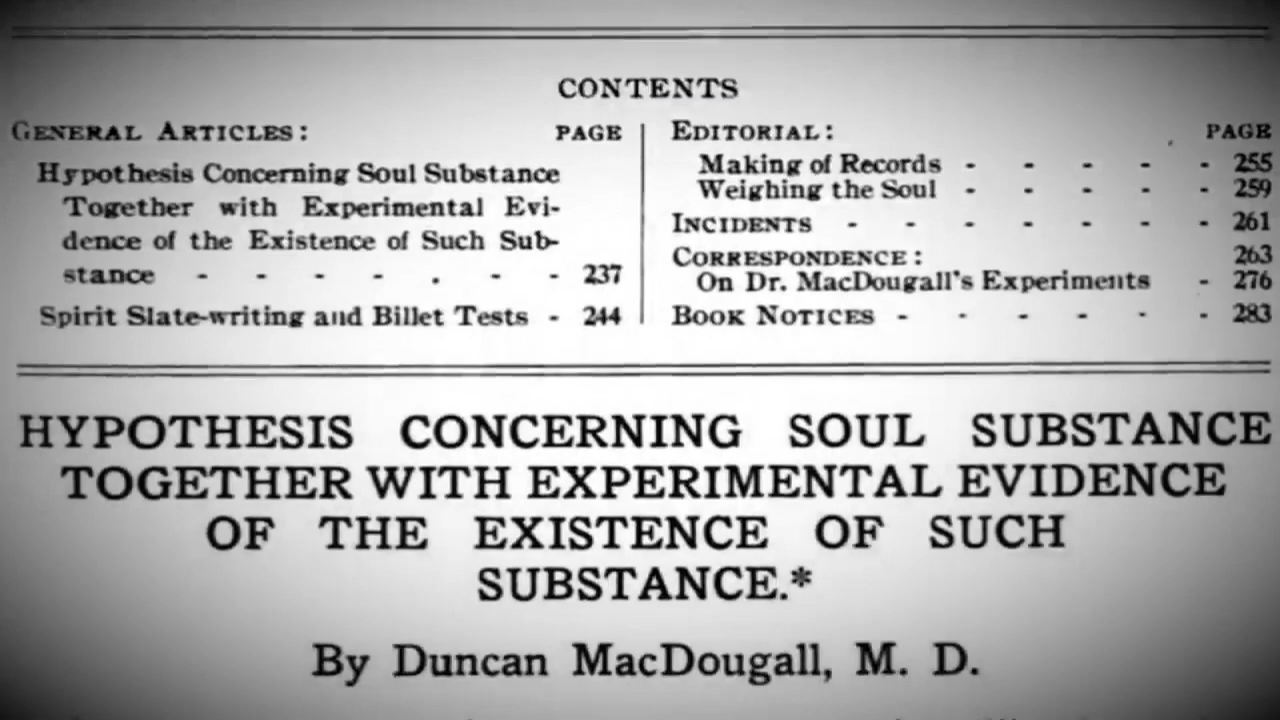 CONTENTS
GENERAL ARTICLES: PAGE
Hypothesis Concerning Soul Substance
Together with Experimental Evi-
dence of the Existence of Such Sub-
stance - - - - . - - 237
Spirit Slate-writing and Billet Tests - 244
EDITORIAL: PAGE
Making of Records - - - - - 255
Weighing the Soul - - - - - 259
INCIDENTS - - - - - - - 261
CORRESPONDENCE: 263
On Dr. MacDougall's Experiments - 276
BOOK NOTICES - - - - - - 283
HYPOTHESIS CONCERNING SOUL SUBSTANCE
TOGETHER WITH EXPERIMENTAL EVIDENCE
OF THE EXISTENCE OF SUCH
SUBSTANCE.*
By Duncan MacDougall, M. D.